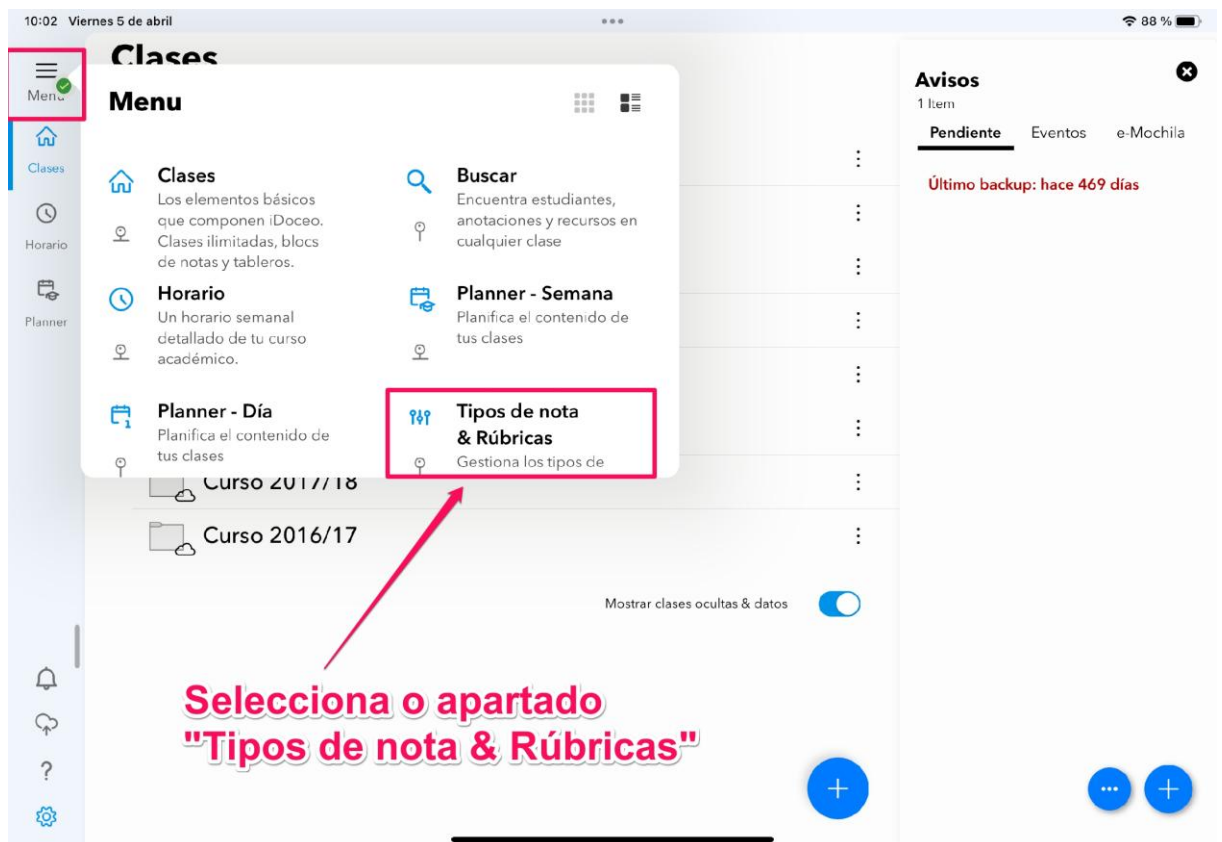 10:02 Viernes 5 de abril
88 %
Clases
Menu
Menu
Clases
Horario
Planner
Clases
Los elementos básicos
que componen iDoceo.
Clases ilimitadas, blocs
de notas y tableros.
Buscar
Encuentra estudiantes,
anotaciones y recursos en
cualquier clase
Horario
Un horario semanal
detallado de tu curso
académico.
Planner - Semana
Planifica el contenido de
tus clases
Planner - Día
Planifica el contenido de
tus clases
Tipos de nota
& Rúbricas
Gestiona los tipos de
Curso 2017/18
Curso 2016/17
Mostrar clases ocultas & datos
Selecciona o apartado
"Tipos de nota & Rúbricas"
Avisos
1 Item
Pendiente Eventos e-Mochila
Último backup: hace 469 días